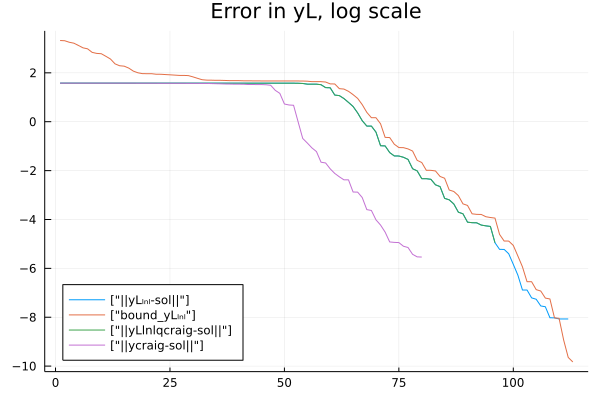 Error in yL, log scale
2
0
−2
−4
−6
−8
−10
0
25
50
75
100
["||yLₗₙₗ-sol||"]
["bound_yLₗₙₗ"]
["||yLlnlqcraig-sol||"]
["||ycraig-sol||"]